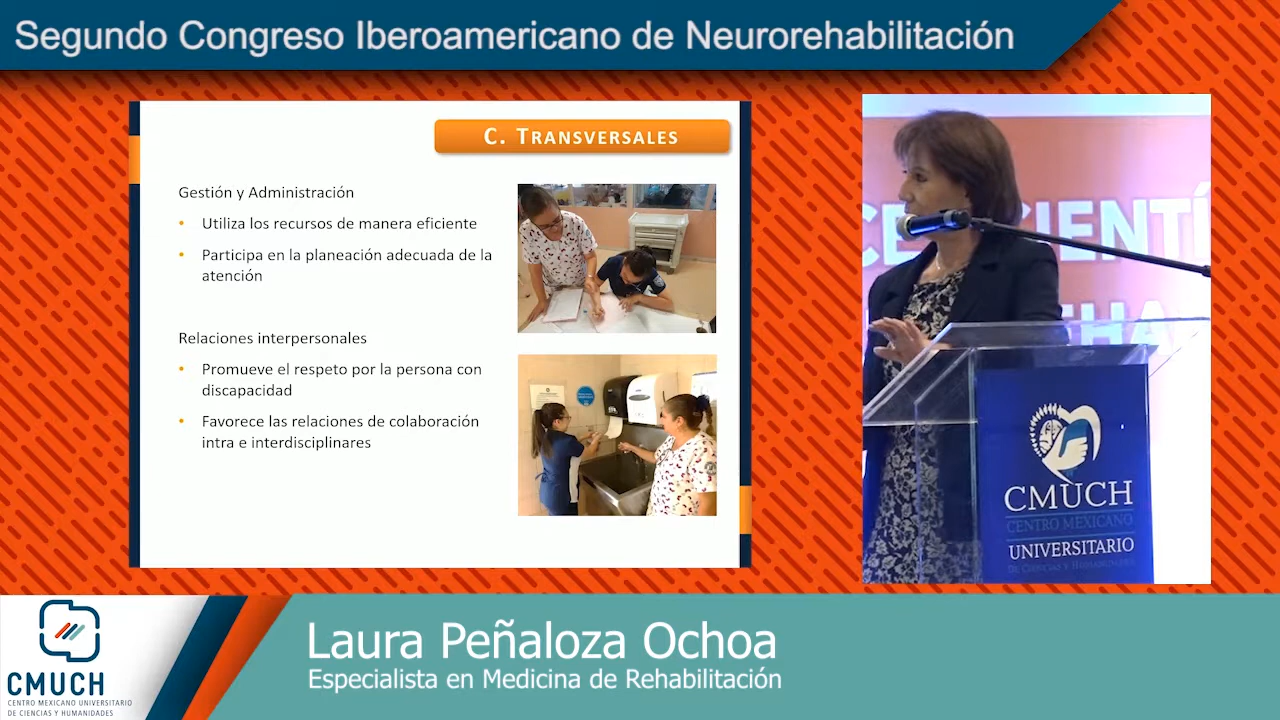 Segundo Congreso Iberoamericano de Neurorehabilitación
C. TRANSVERSALES
Gestión y Administración
• Utiliza los recursos de manera eficiente
• Participa en la planeación adecuada de la
atención
Relaciones interpersonales
• Promueve el respeto por la persona con
discapacidad
• Favorece las relaciones de colaboración
intra e interdisciplinares
CMUCH
CENTRO MEXICANO
UNIVERSITARIO
DE CIENCIAS Y HUMANIDADES
Laura Peñaloza Ochoa
Especialista en Medicina de Rehabilitación
CMUCH
CENTRO MEXICANO UNIVERSITARIO
DE CIENCIAS Y HUMANIDADES